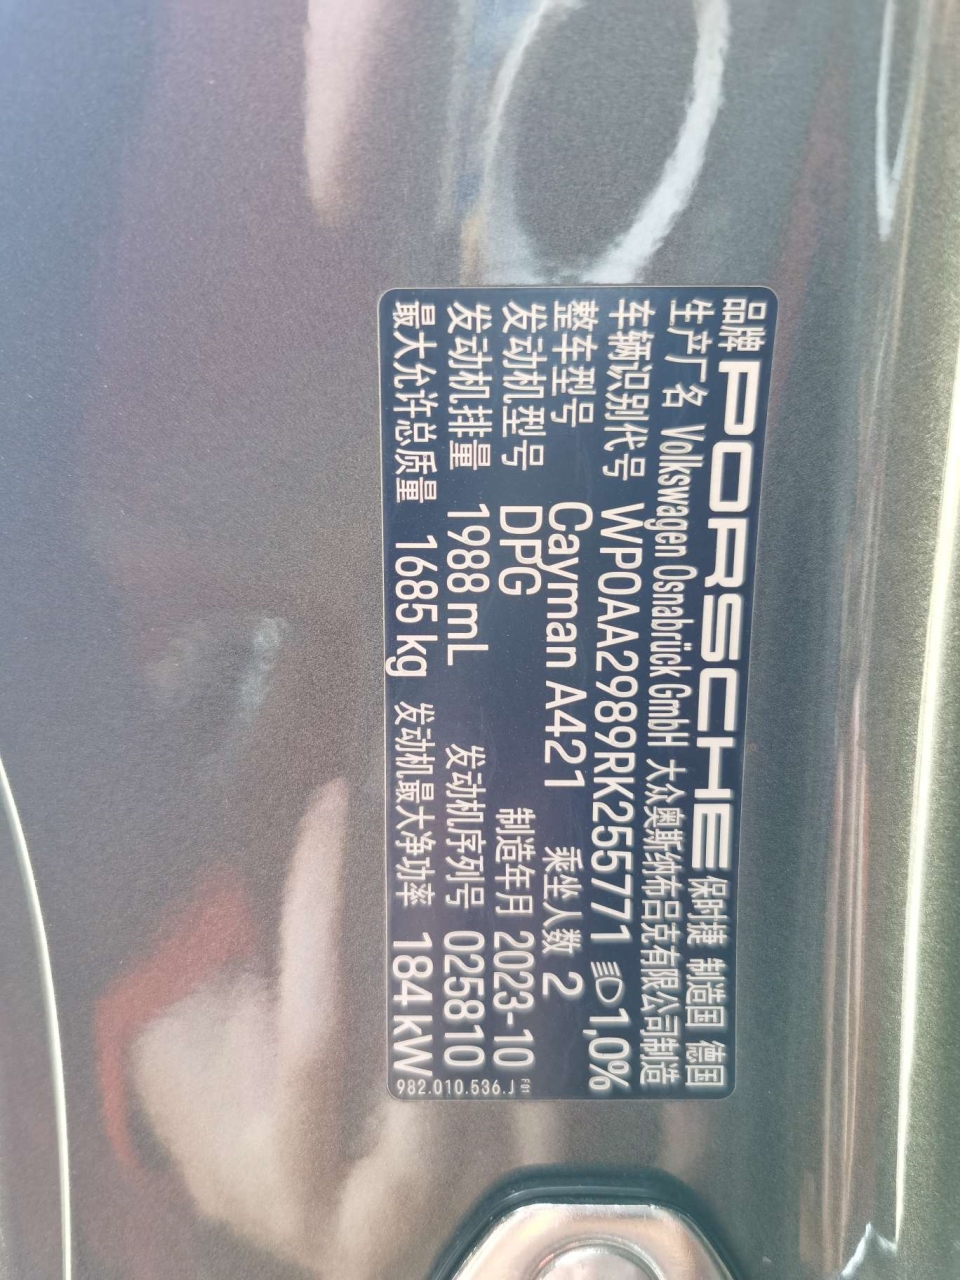 品牌 PORSCHE 保时捷 制造国 德国
生产厂名 Volkswagen Osnabrück GmbH 大众奥斯纳布吕克有限公司制造
车辆识别代号 WP0AA2989RK255771 1,0%
整车型号 Cayman A421 乘坐人数 2
发动机型号 DPG 制造年月 2023-10
发动机排量 1988 mL 发动机序列号 025810
最大允许总质量 1685 kg 发动机最大净功率 184 kW
982.010.536.J F01